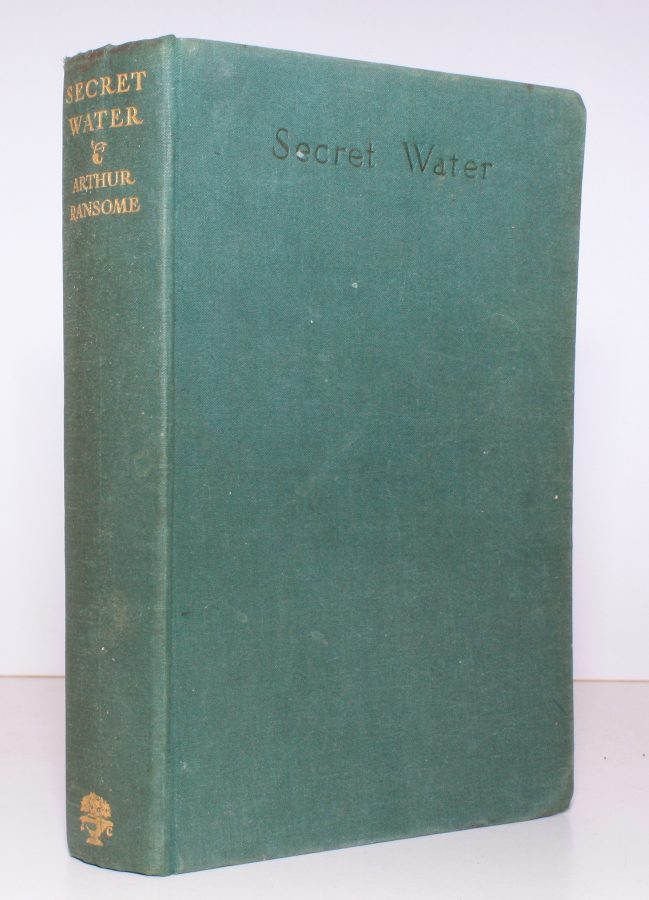 SECRET
WATER
&
ARTHUR
RANSOME
Secret Water